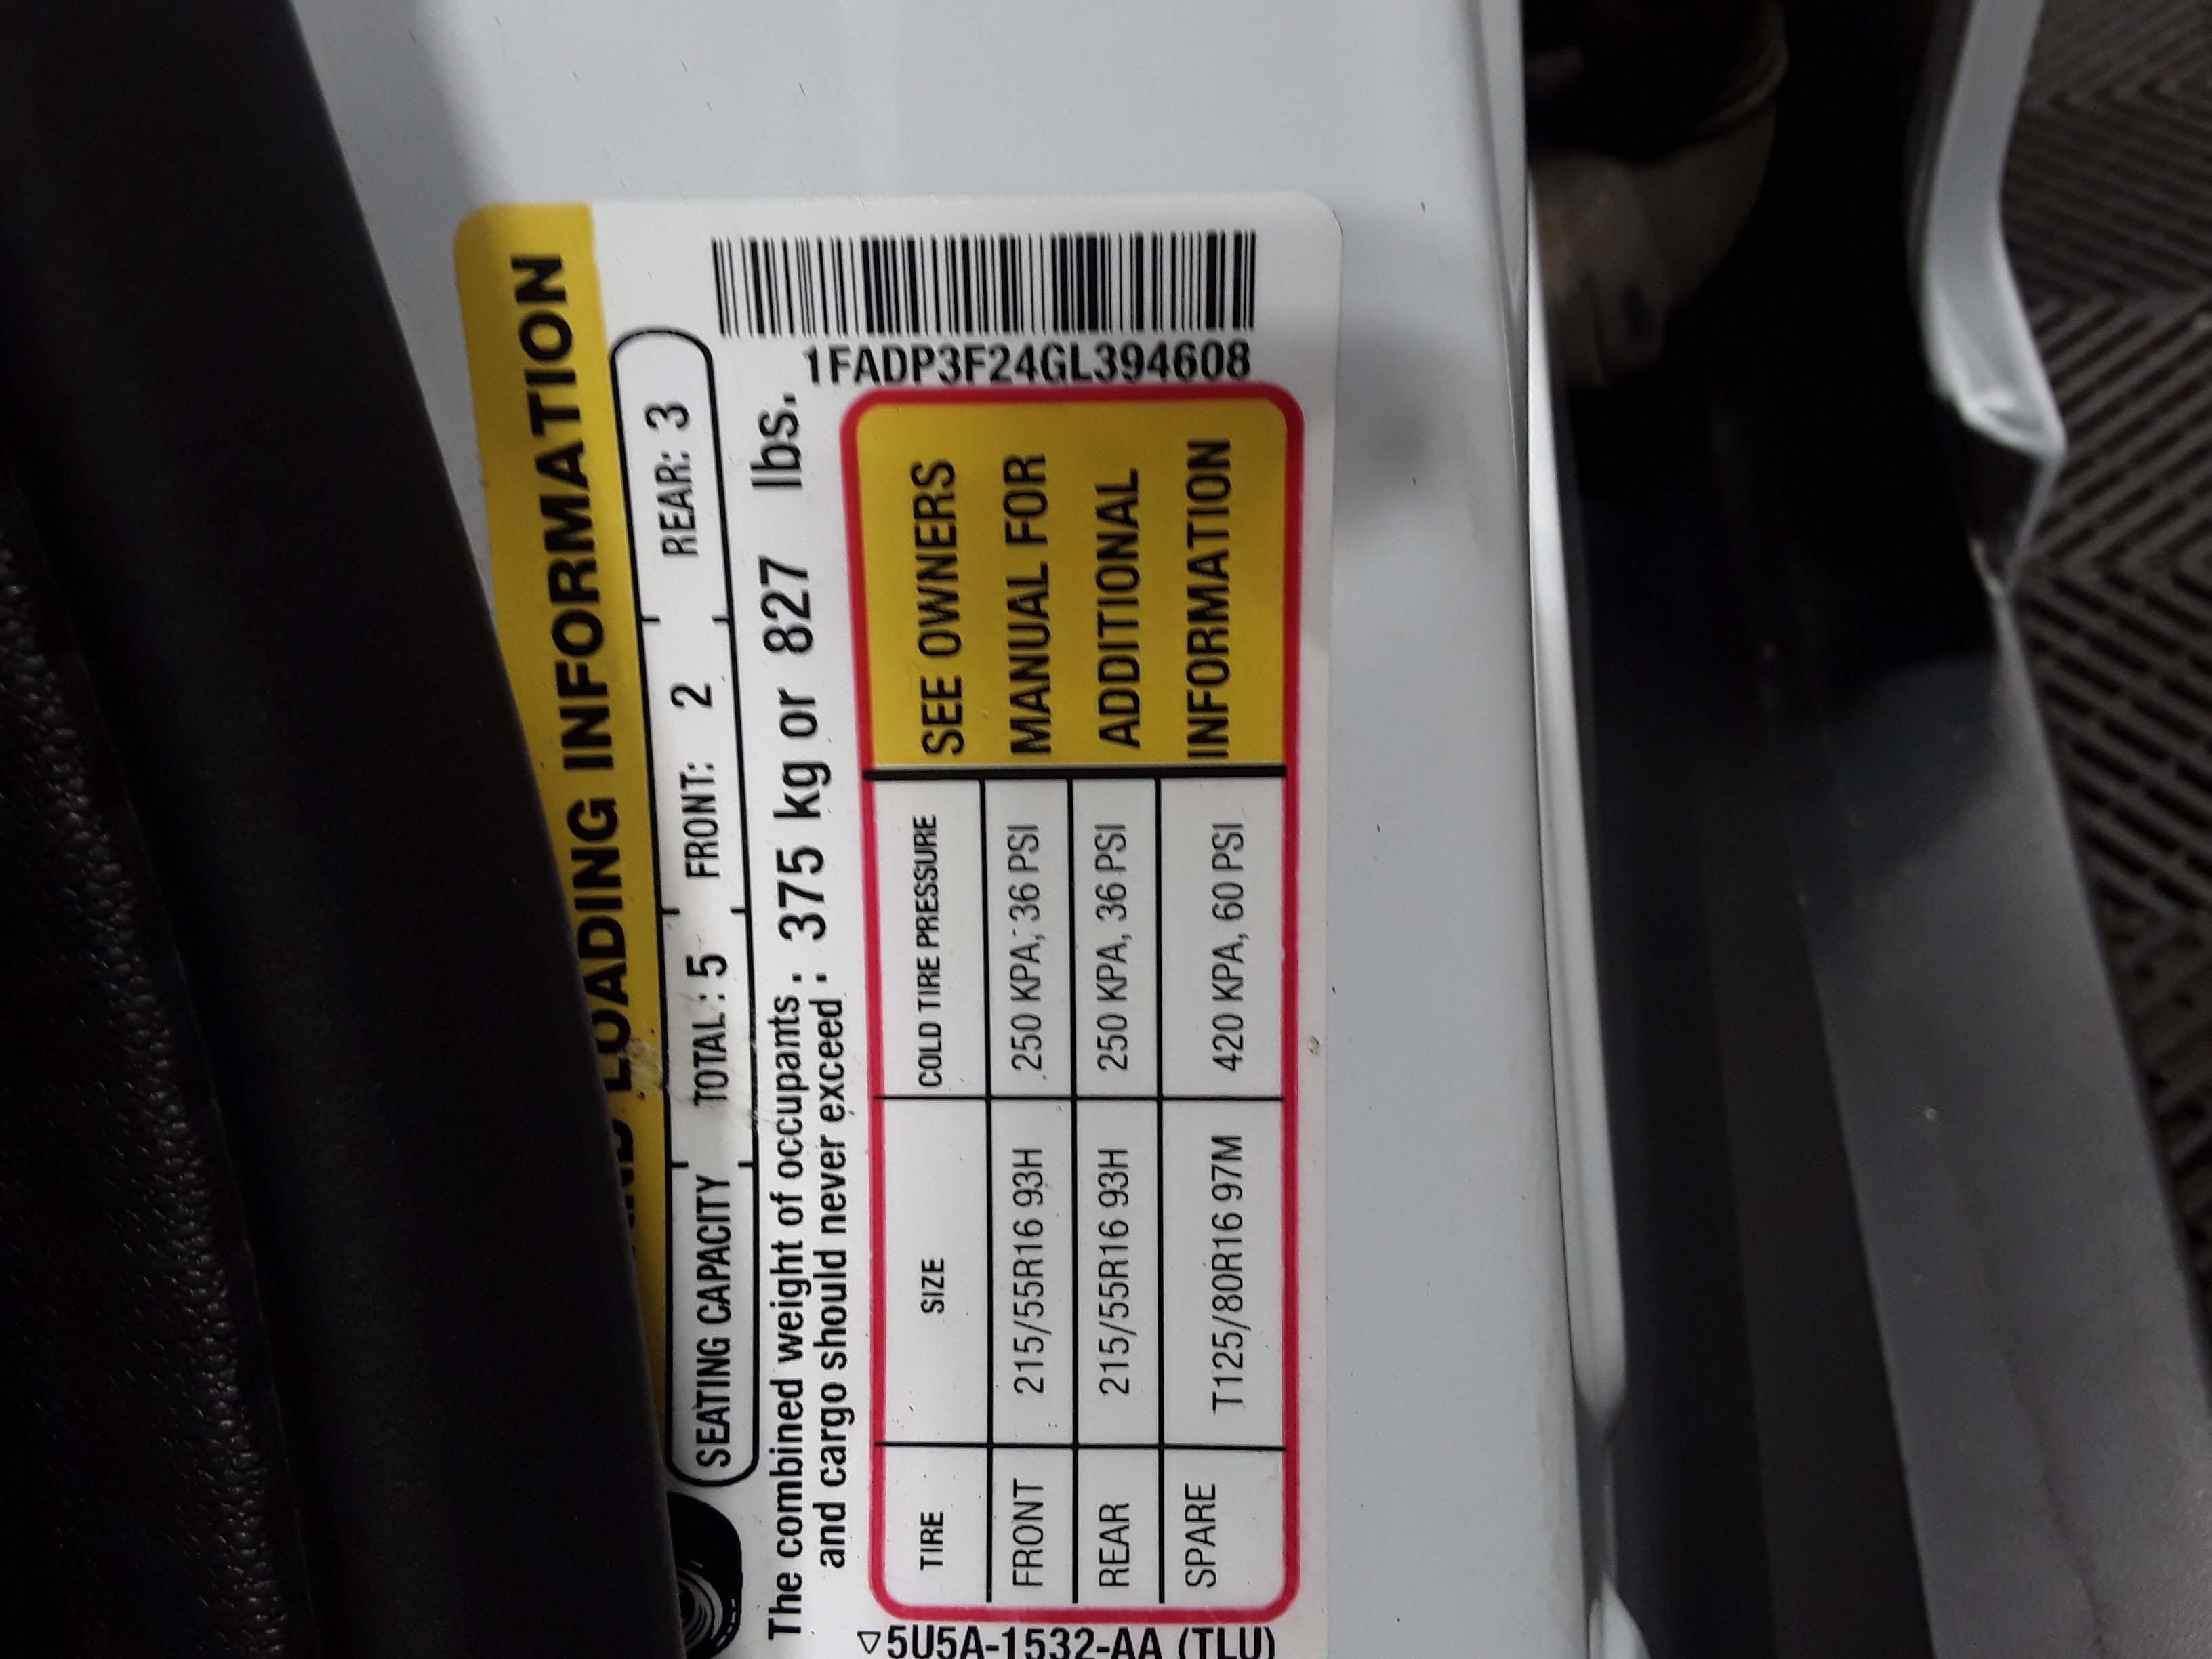 AND LOADING INFORMATION
SEATING CAPACITY TOTAL: 5 FRONT: 2 REAR: 3
The combined weight of occupants
and cargo should never exceed : 375 kg or 827 lbs.
1FADP3F24GL394608
TIRE SIZE COLD TIRE PRESSURE SEE OWNERS
FRONT 215/55R16 93H 250 KPA, 36 PSI MANUAL FOR
REAR 215/55R16 93H 250 KPA, 36 PSI ADDITIONAL
SPARE T125/80R16 97M 420 KPA, 60 PSI INFORMATION
5U5A-1532-AA (TLU)